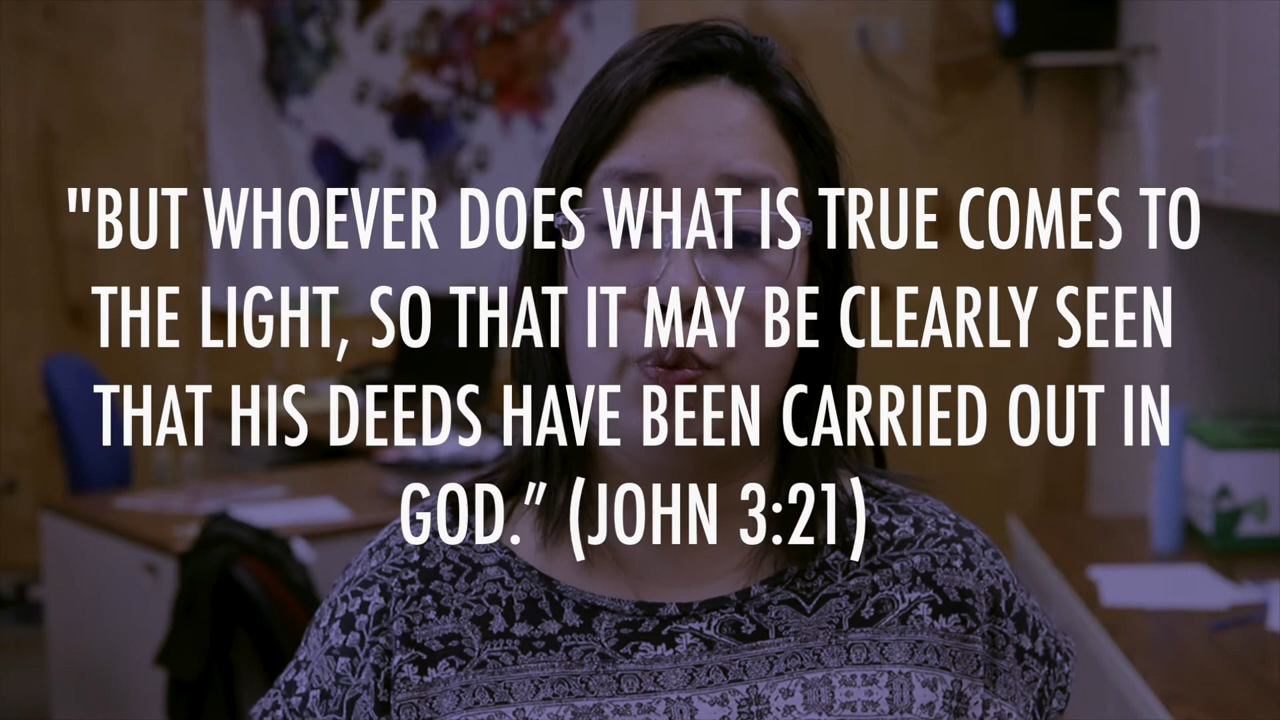 "BUT WHOEVER DOES WHAT IS TRUE COMES TO
THE LIGHT, SO THAT IT MAY BE CLEARLY SEEN
THAT HIS DEEDS HAVE BEEN CARRIED OUT IN
GOD.” (JOHN 3:21)